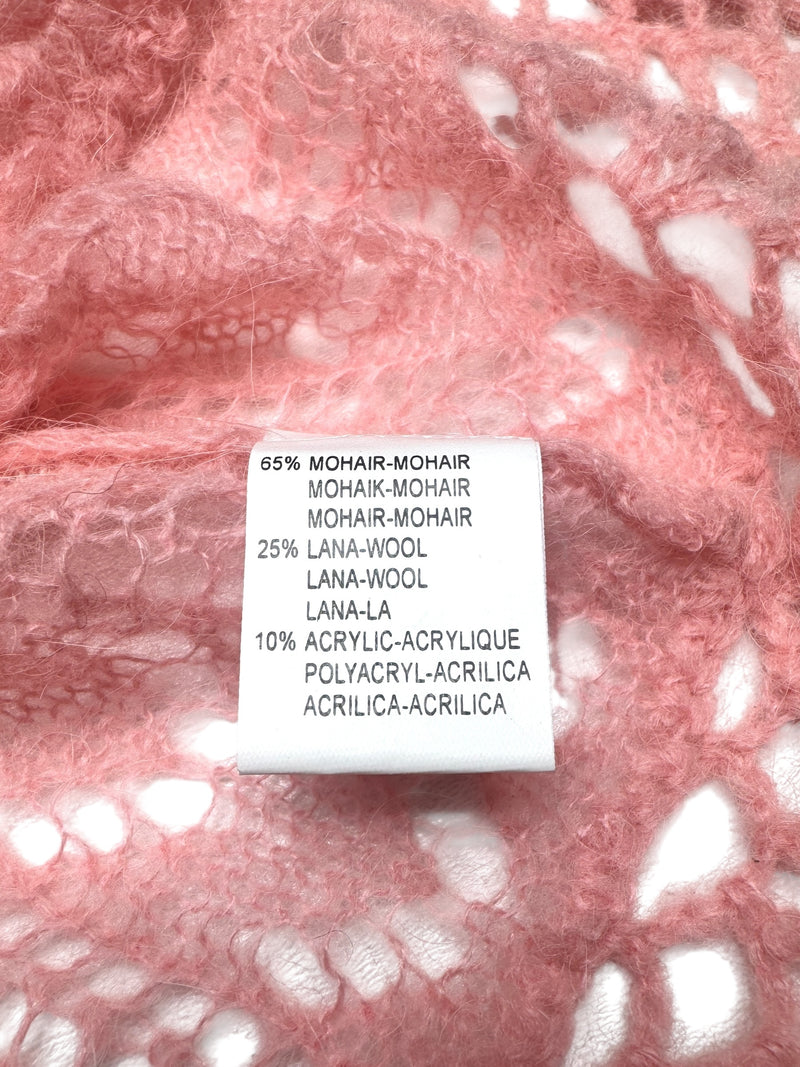 65% MOHAIR-MOHAIR
MOHAIK-MOHAIR
MOHAIR-MOHAIR
25% LANA-WOOL
LANA-WOOL
LANA-LA
10% ACRYLIC-ACRYLIQUE
POLYACRYL-ACRILICA
ACRILICA-ACRILICA